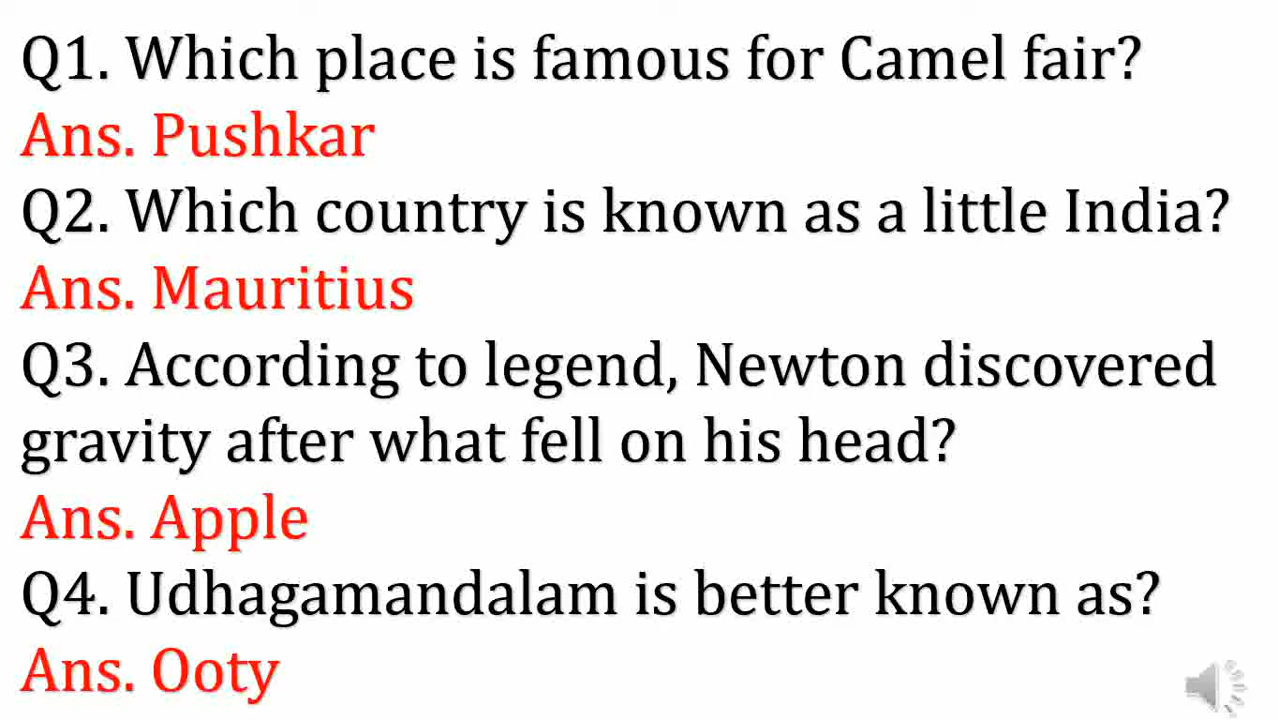 Q1. Which place is famous for Camel fair?
Ans. Pushkar
Q2. Which country is known as a little India?
Ans. Mauritius
Q3. According to legend, Newton discovered
gravity after what fell on his head?
Ans. Apple
Q4. Udhagamandalam is better known as?
Ans. Ooty